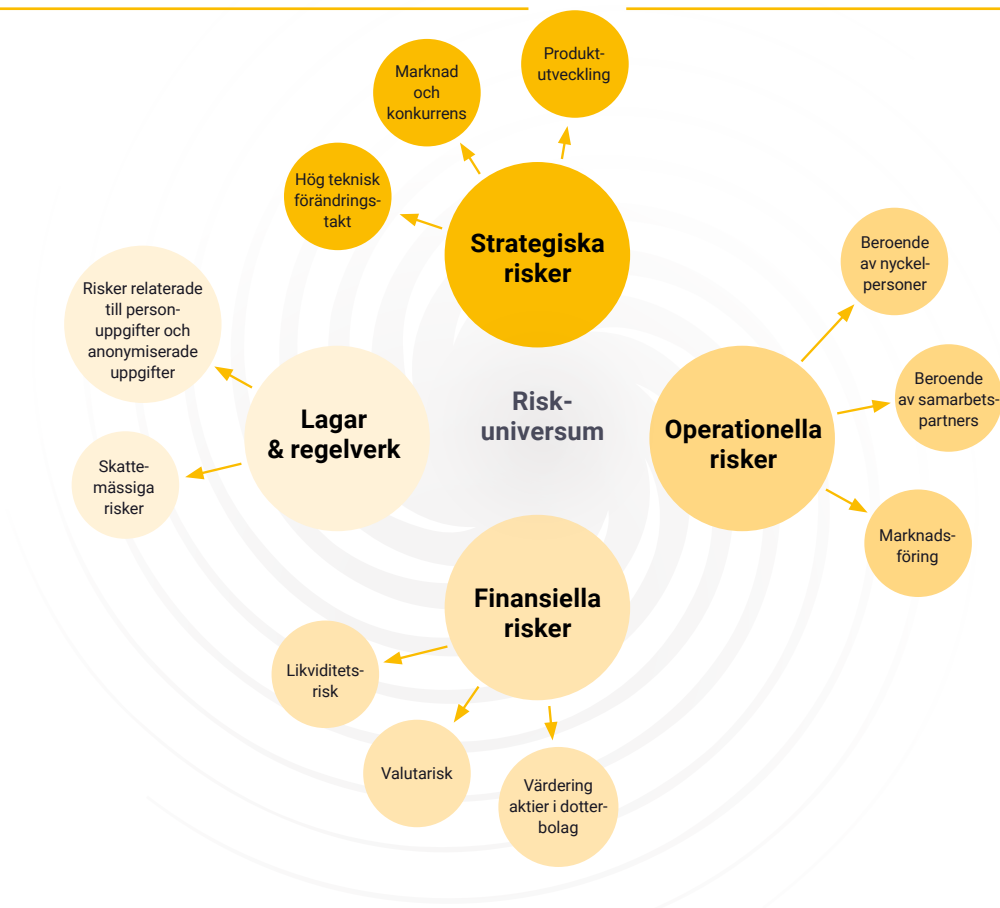 Produkt-
utveckling
Marknad
och
konkurrens
Hög teknisk
förändrings-
takt
Strategiska
risker
Beroende
av nyckel-
personer
Risker relaterade
till person-
uppgifter och
anonymiserade
uppgifter
Beroende
av samarbets-
partners
Risk-
universum
Lagar
& regelverk
Operationella
risker
Skatte-
mässiga
risker
Marknads-
föring
Finansiella
risker
Likviditets-
risk
Valutarisk
Värdering
aktier i dotter-
bolag